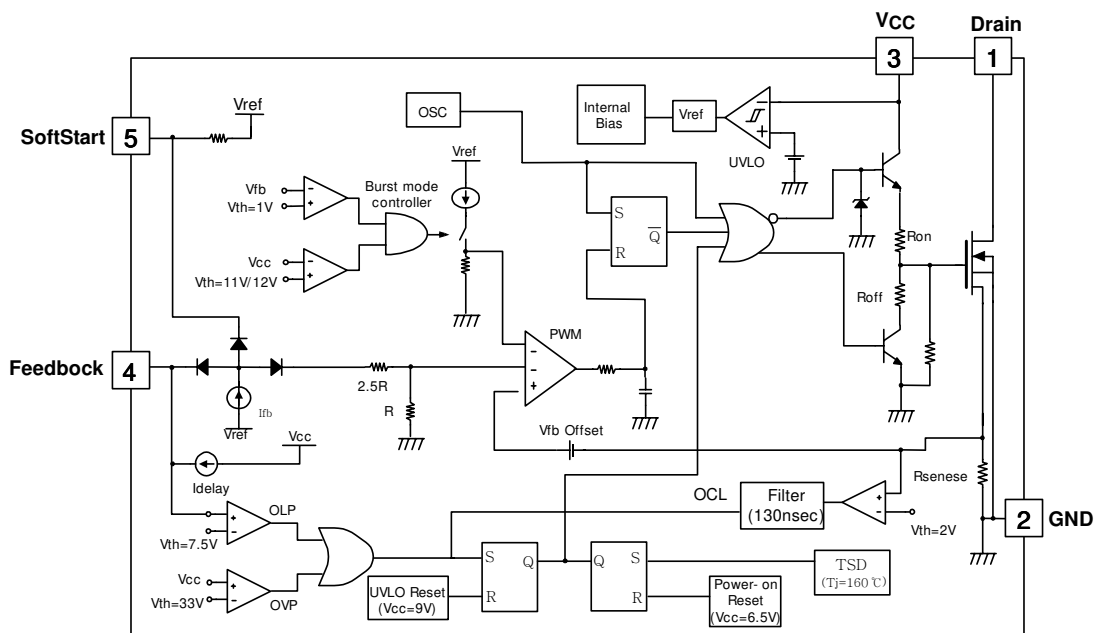 VCC
Drain
3
1
SoftStart
5
Vref
OSC
Internal
Bias
Vref
UVLO
Vref
Vfb
Vth=1V
Burst mode
controller
Vcc
Vth=11V/12V
S
Q
R
Ron
Roff
PWM
Feedbock
4
2.5R
R
Ifb
Vref
Vcc
Idelay
Vfb Offset
Rsenese
OCL
Filter
(130nsec)
Vth=2V
2
GND
OLP
Vth=7.5V
Vcc
Vth=33V
OVP
UVLO Reset
(Vcc=9V)
S
Q
R
Q
S
R
TSD
(Tj=160℃)
Power- on
Reset
(Vcc=6.5V)